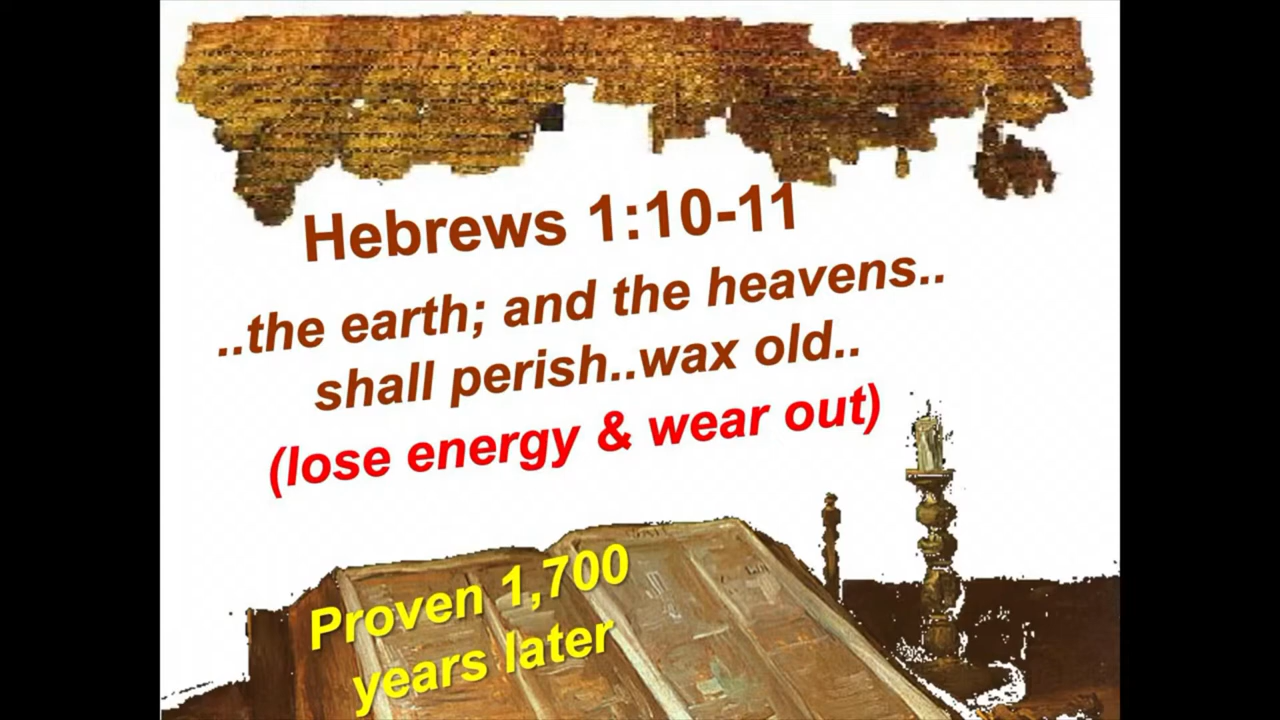 Hebrews 1:10-11
..the earth; and the heavens..
shall perish..wax old..
(lose energy & wear out)
Proven 1,700
years later